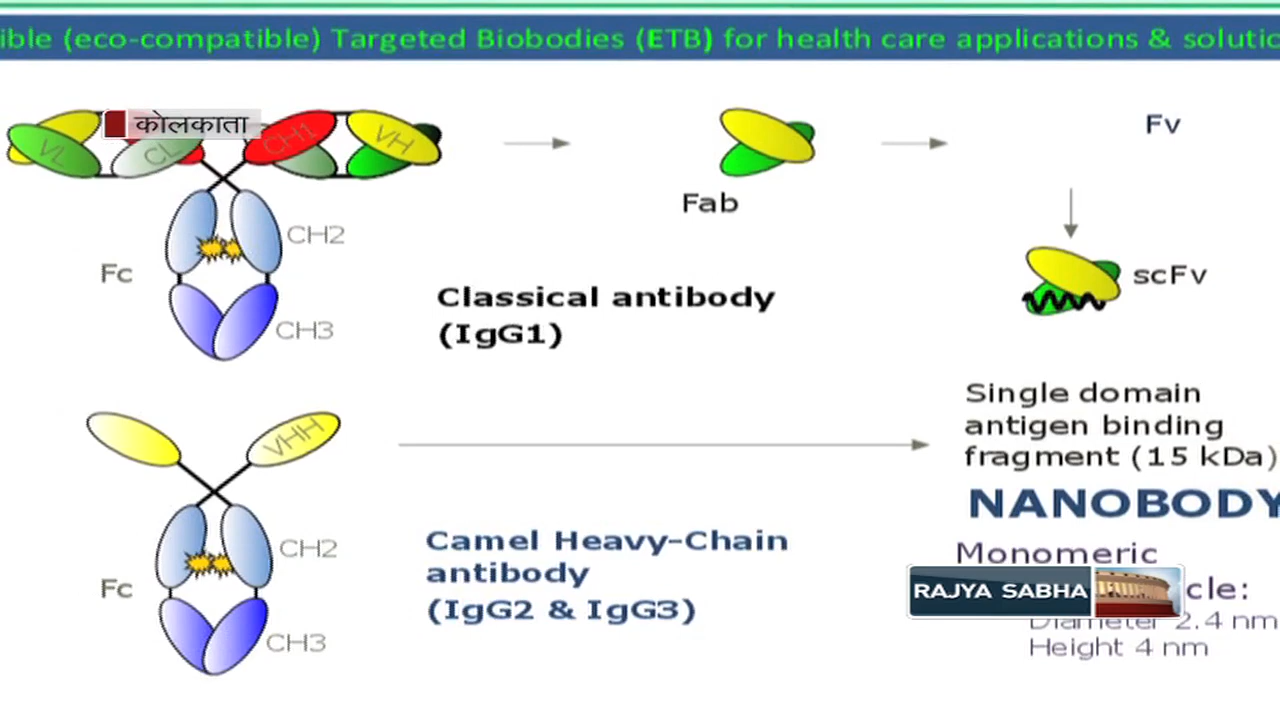 ible (eco-compatible) Targeted Biobodies (ETB) for health care applications & solutio
कोलकाता
VL
CL
CH1
VH
Fv
Fab
CH2
Fc
scFv
Classical antibody
(IgG1)
CH3
Single domain
antigen binding
fragment (15 kDa)
VHH
NANOBODY
Camel Heavy-Chain
antibody
(IgG2 & IgG3)
CH2
Fc
CH3
Monomeric
RAJYA SABHA
cle:
Diameter 2.4 nm
Height 4 nm